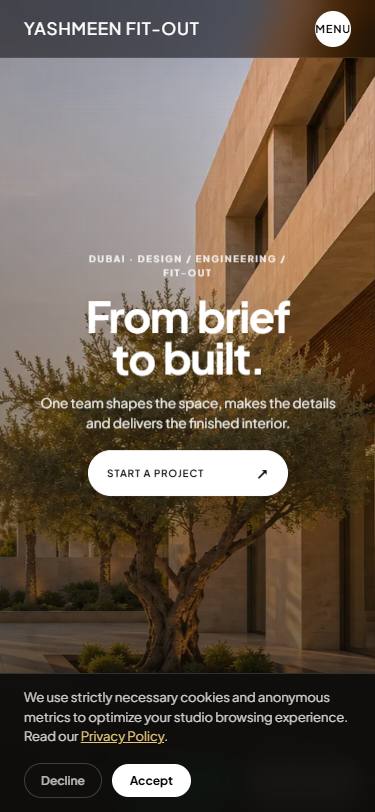 YASHMEEN FIT-OUT
MENU
DUBAI · DESIGN / ENGINEERING /
FIT-OUT
From brief
to built.
One team shapes the space, makes the details
and delivers the finished interior.
START A PROJECT ↗
We use strictly necessary cookies and anonymous
metrics to optimize your studio browsing experience.
Read our Privacy Policy.
Decline
Accept